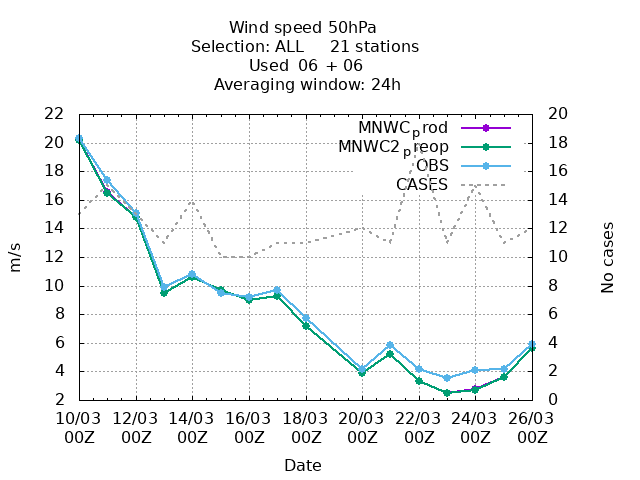 Wind speed 50hPa
Selection: ALL 21 stations
Used 06 + 06
Averaging window: 24h
22 20 18 16 14 12 10 8 6 4 2
m/s
MNWCprod
MNWC2preop
OBS
CASES
20 18 16 14 12 10 8 6 4 2 0
No cases
10/03 12/03 14/03 16/03 18/03 20/03 22/03 24/03 26/03
00Z 00Z 00Z 00Z 00Z 00Z 00Z 00Z 00Z
Date